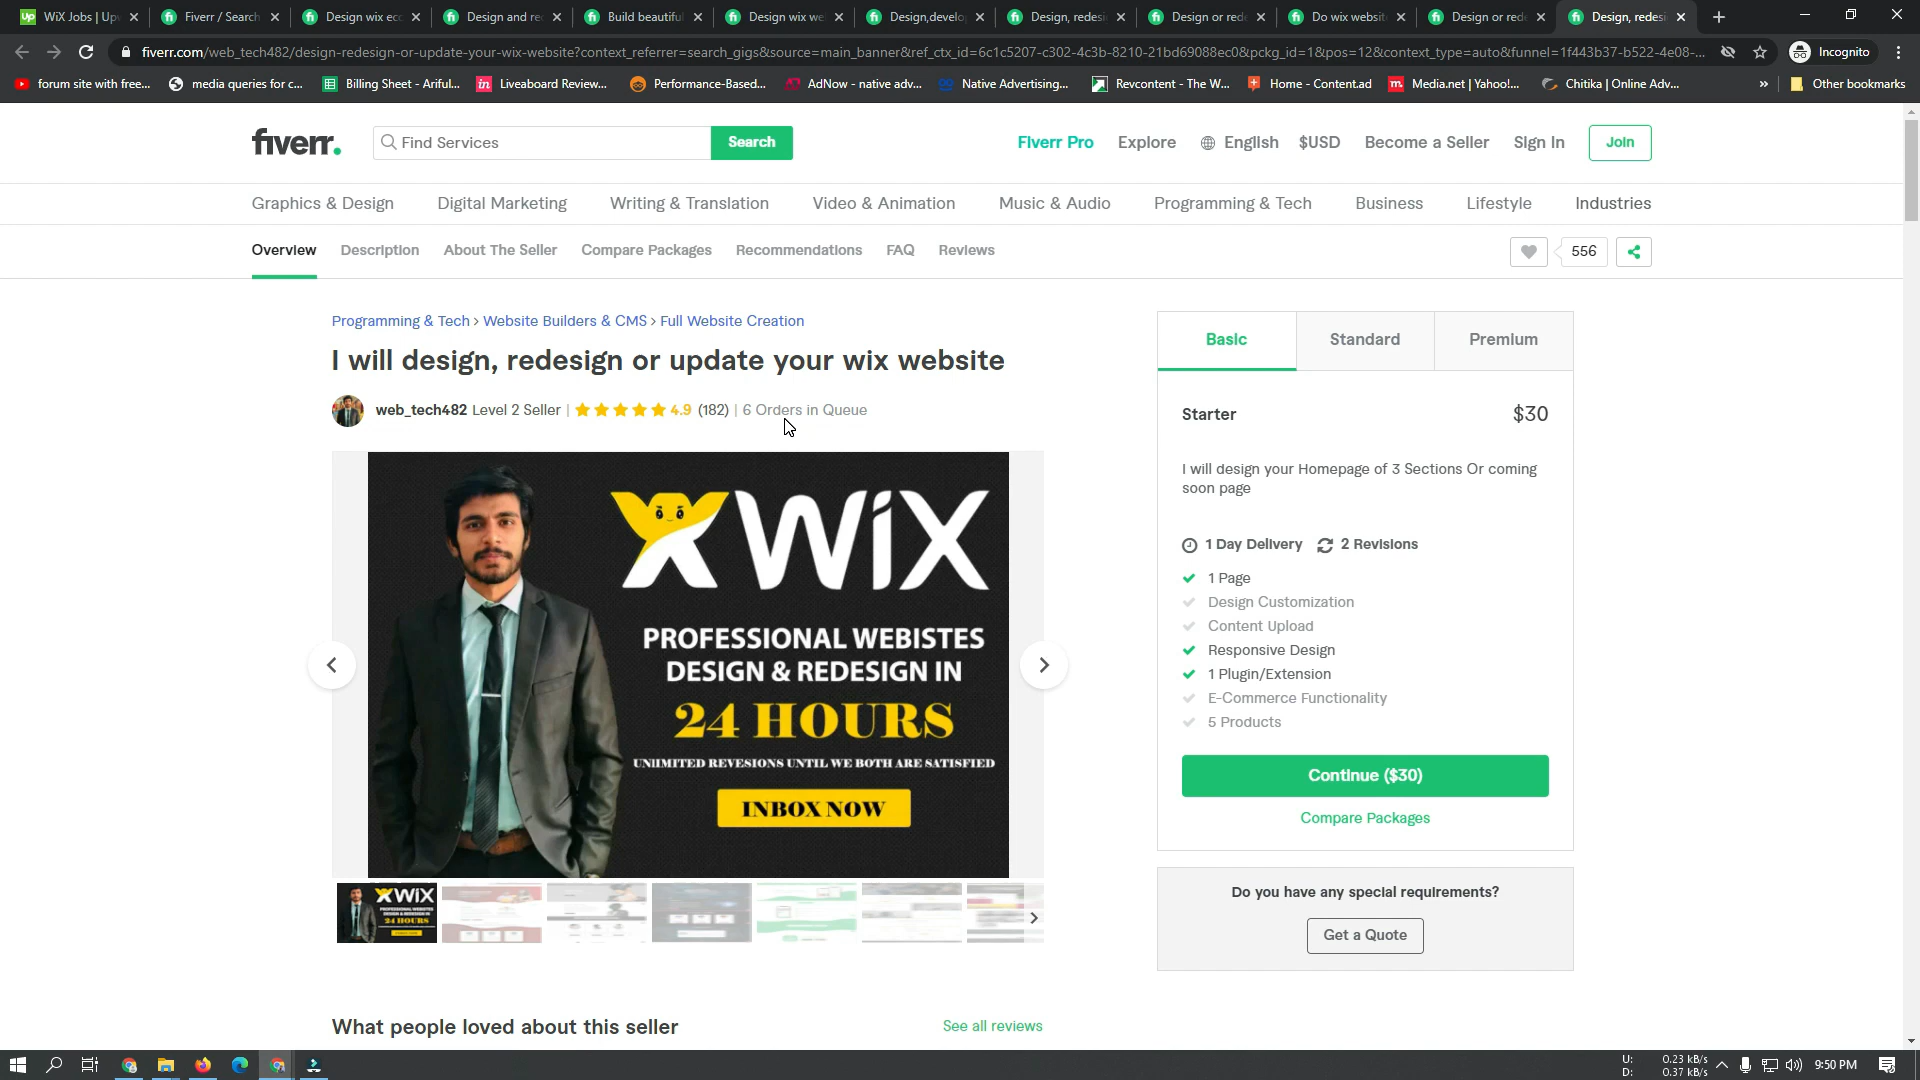 WiX Jobs | Up
Fiverr / Search
Design wix eco
Design and re
Build beautiful
Design wix we
Design,develo
Design, redesi
Design or rede
Do wix websit
Design or rede
Design, redesi
fiverr.com/web_tech482/design-redesign-or-update-your-wix-website?context_referrer=search_gigs&source=main_banner&ref_ctx_id=6c1c5207-c302-4c3b-8210-21bd69088ec0&pckg_id=1&pos=12&context_type=auto&funnel=1f443b37-b522-4e08-...
Incognito
forum site with free...
media queries for c...
Billing Sheet - Ariful...
Liveaboard Review...
Performance-Based...
AdNow - native adv...
Native Advertising...
Revcontent - The W...
Home - Content.ad
Media.net | Yahoo!...
Chitika | Online Adv...
»
Other bookmarks
fiverr.
Find Services
Search
Fiverr Pro
Explore
English
$USD
Become a Seller
Sign In
Join
Graphics & Design
Digital Marketing
Writing & Translation
Video & Animation
Music & Audio
Programming & Tech
Business
Lifestyle
Industries
Overview
Description
About The Seller
Compare Packages
Recommendations
FAQ
Reviews
556
Programming & Tech › Website Builders & CMS › Full Website Creation
I will design, redesign or update your wix website
web_tech482 Level 2 Seller | 4.9 (182) | 6 Orders in Queue
WiX
PROFESSIONAL WEBISTES
DESIGN & REDESIGN IN
24 HOURS
UNIIMITED REVESIONS UNTIL WE BOTH ARE SATISFIED
INBOX NOW
WiX
PROFESSIONAL WEBISTES
DESIGN & REDESIGN IN
24 HOURS
What people loved about this seller
See all reviews
Basic
Standard
Premium
Starter
$30
I will design your Homepage of 3 Sections Or coming
soon page
1 Day Delivery
2 Revisions
1 Page
Design Customization
Content Upload
Responsive Design
1 Plugin/Extension
E-Commerce Functionality
5 Products
Continue ($30)
Compare Packages
Do you have any special requirements?
Get a Quote
U: 0.23 kB/s
D: 0.37 kB/s
9:50 PM